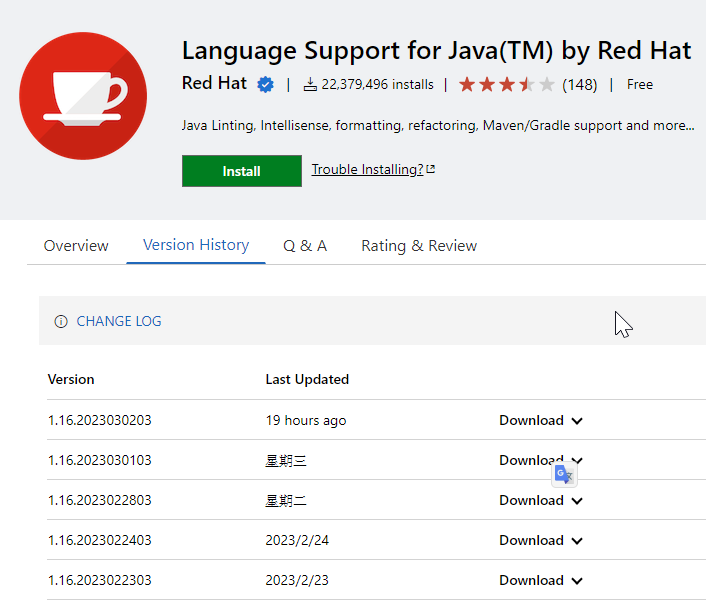 Language Support for Java(TM) by Red Hat
Red Hat | 22,379,496 installs | (148) | Free
Java Linting, Intellisense, formatting, refactoring, Maven/Gradle support and more...
Install Trouble Installing?
Overview Version History Q & A Rating & Review
CHANGE LOG
Version Last Updated
1.16.2023030203 19 hours ago Download
1.16.2023030103 星期三 Download
1.16.2023022803 星期二 Download
1.16.2023022403 2023/2/24 Download
1.16.2023022303 2023/2/23 Download